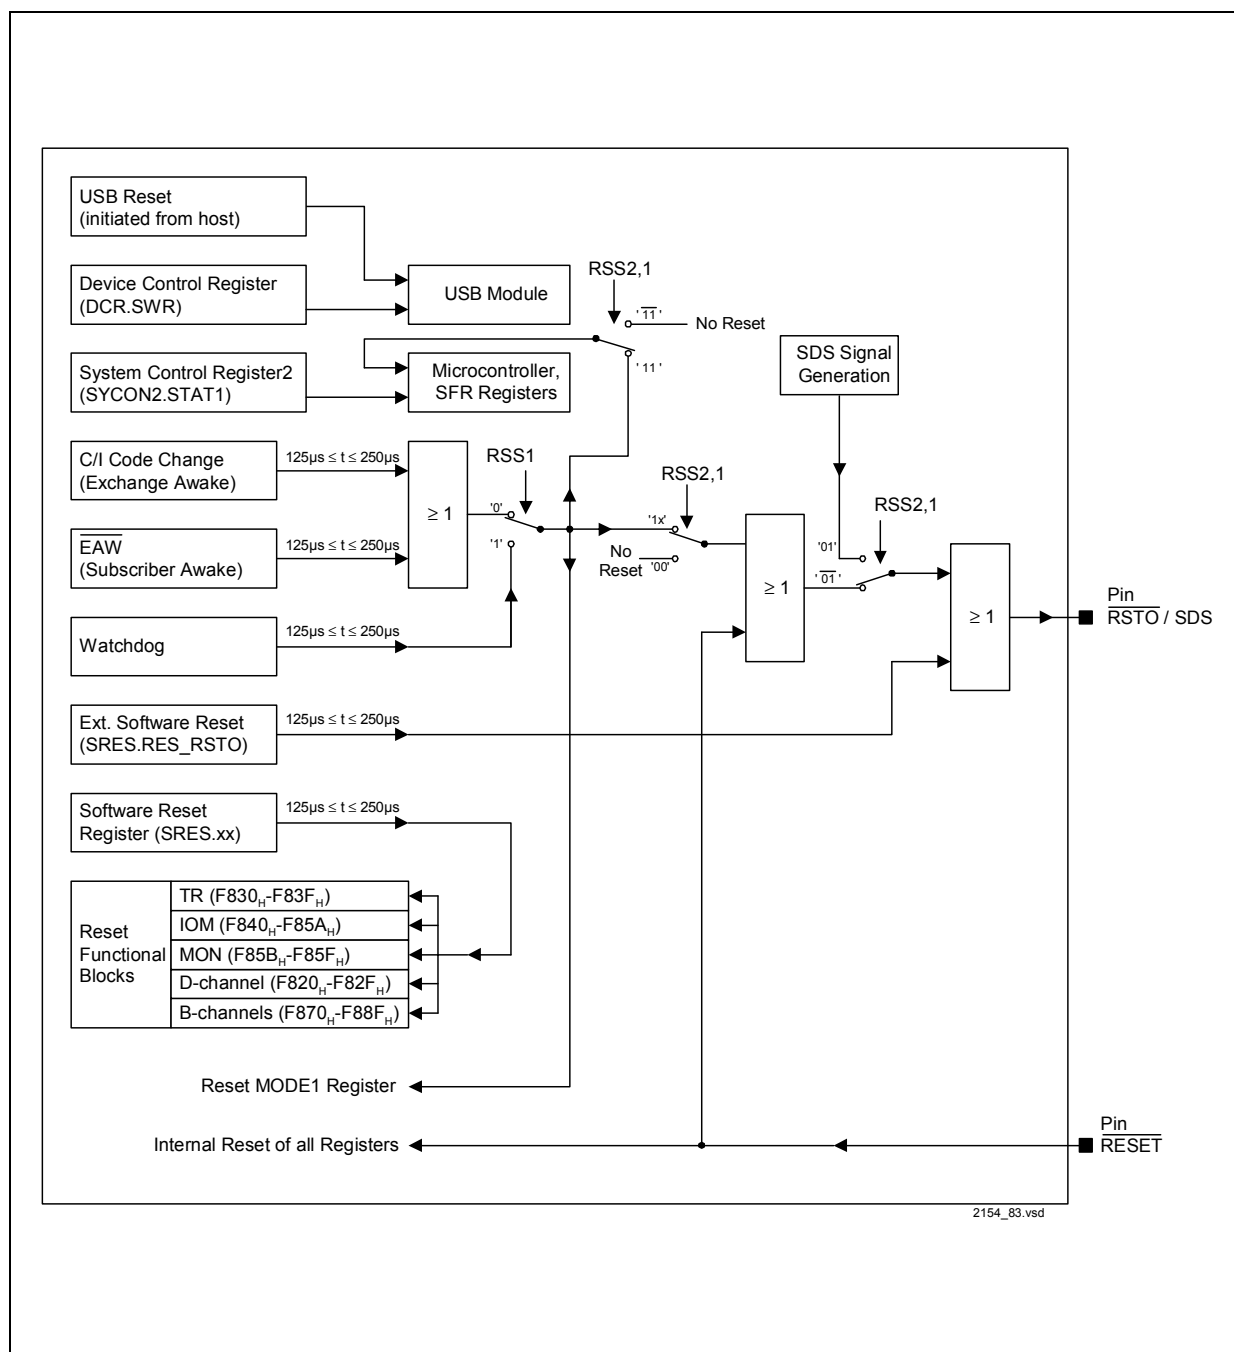 USB Reset
(initiated from host)
Device Control Register
(DCR.SWR)
USB Module
RSS2,1
' 11 '
No Reset
' 11 '
System Control Register2
(SYCON2.STAT1)
Microcontroller,
SFR Registers
SDS Signal
Generation
C/I Code Change
(Exchange Awake)
125µs ≤ t ≤ 250µs
EAW
(Subscriber Awake)
125µs ≤ t ≤ 250µs
≥ 1
RSS1
'0'
'1'
RSS2,1
'1x'
No
Reset
'00'
≥ 1
RSS2,1
'01'
' 01 '
≥ 1
Pin
RSTO / SDS
Watchdog
125µs ≤ t ≤ 250µs
Ext. Software Reset
(SRES.RES_RSTO)
125µs ≤ t ≤ 250µs
Software Reset
Register (SRES.xx)
125µs ≤ t ≤ 250µs
Reset
Functional
Blocks
TR (F830H-F83FH)
IOM (F840H-F85AH)
MON (F85BH-F85FH)
D-channel (F820H-F82FH)
B-channels (F870H-F88FH)
Reset MODE1 Register
Internal Reset of all Registers
Pin
RESET
2154_83.vsd